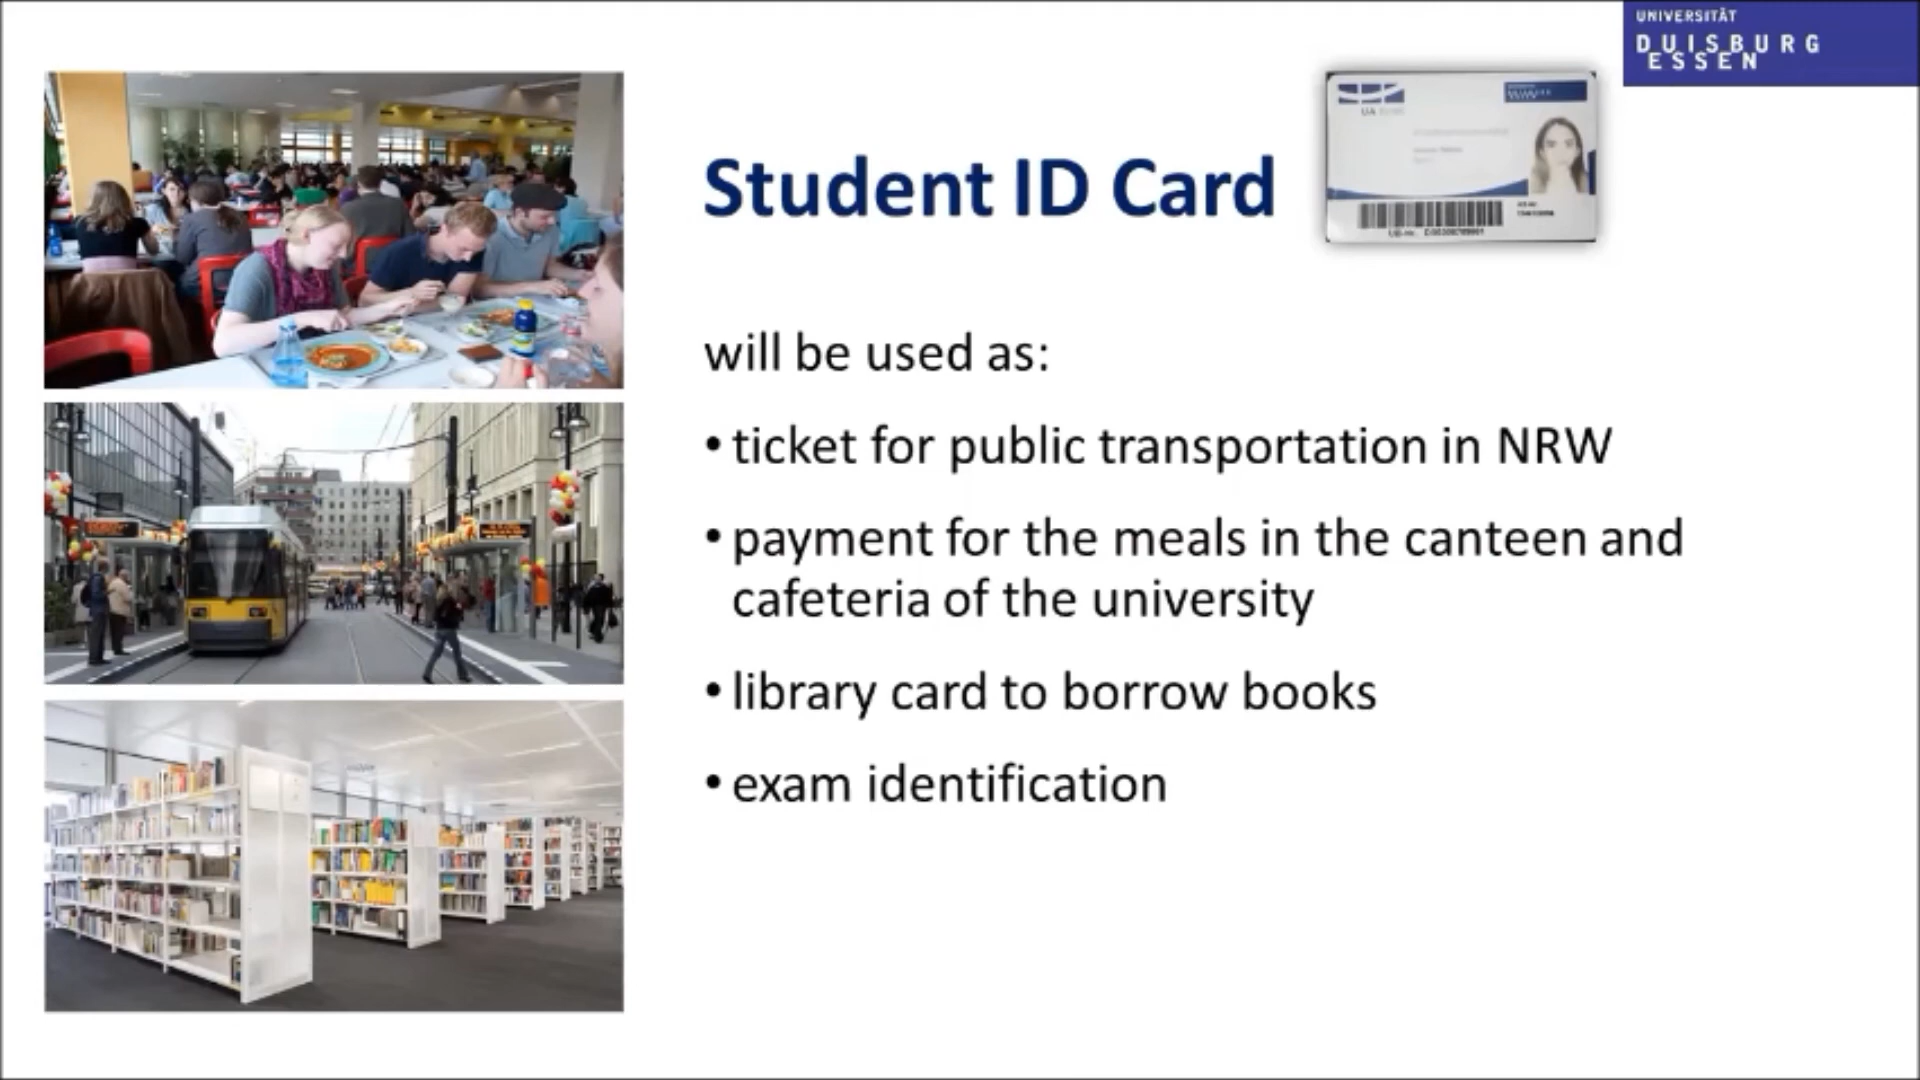 UNIVERSITÄT
DUISBURG
ESSEN
Student ID Card
will be used as:
• ticket for public transportation in NRW
• payment for the meals in the canteen and
cafeteria of the university
• library card to borrow books
• exam identification